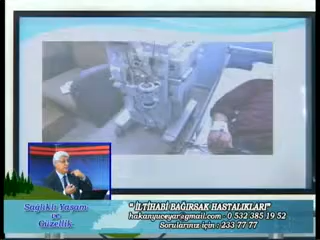 Sağlıklı Yaşam
ve
Güzellik
" İLTİHABİ BAĞIRSAK HASTALIKLARI"
hakanyuceyar@gmail.com - 0 532 385 19 52
Sorularınız için : 233 77 77